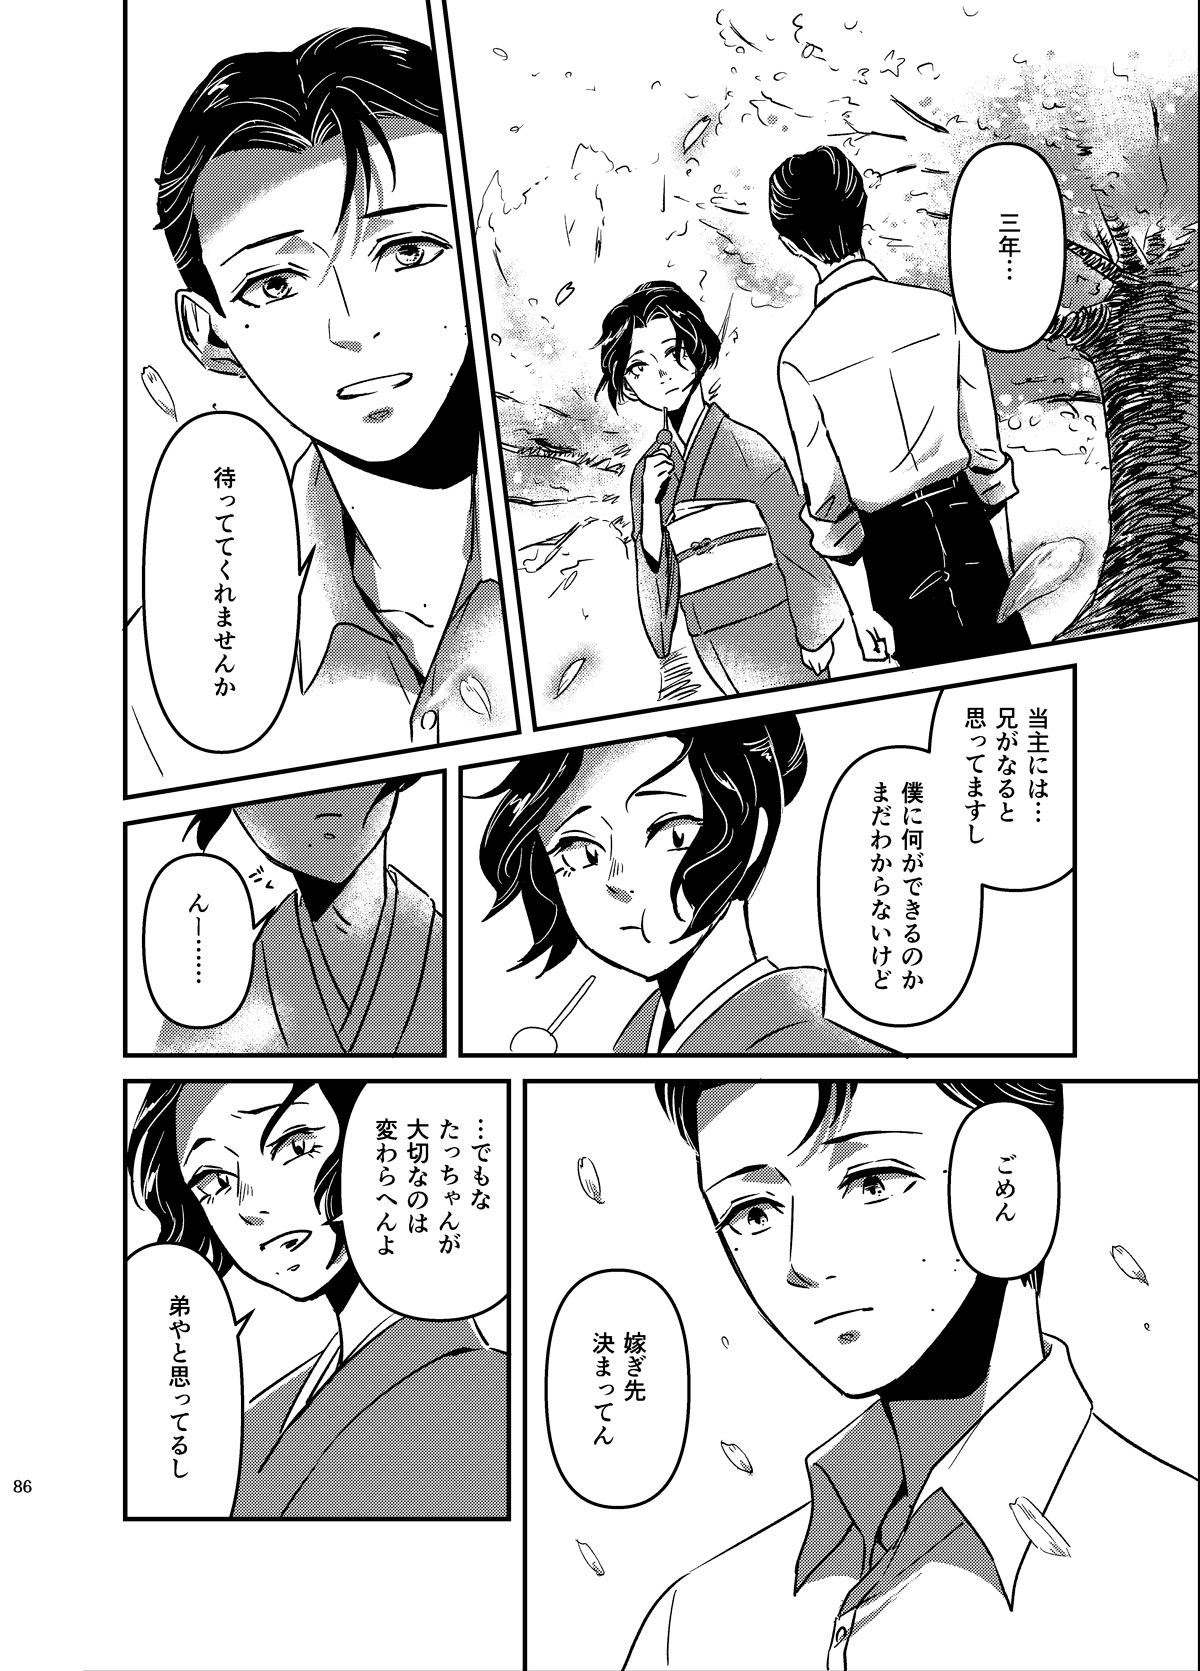 三年…
待っててくれませんか
当主には…
兄がなると
思ってますし
僕に何ができるのか
まだわからないけど
んー……
ごめん
嫁ぎ先
決まってん
…でもな
たっちゃんが
大切なのは
変わらへんよ
弟やと思ってるし
86